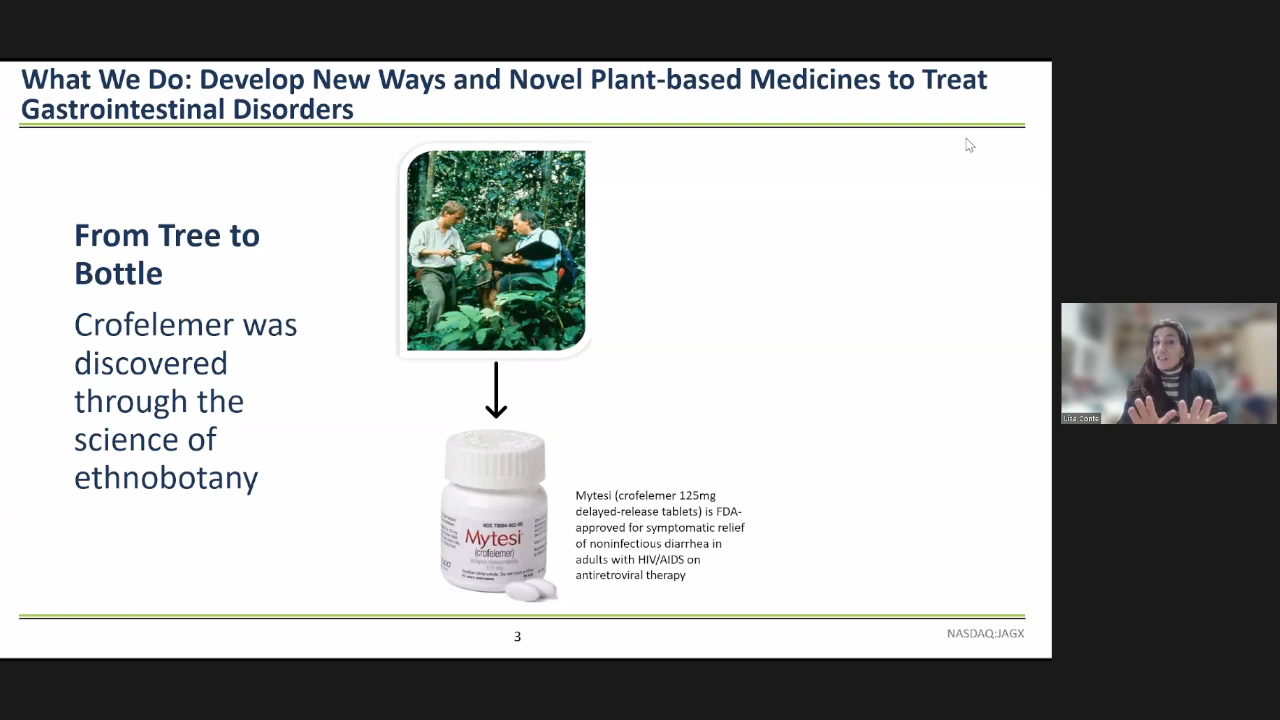 What We Do: Develop New Ways and Novel Plant-based Medicines to Treat
Gastrointestinal Disorders
From Tree to
Bottle
Crofelemer was
discovered
through the
science of
ethnobotany
Mytesi
(crofelemer)
Mytesi (crofelemer 125mg
delayed-release tablets) is FDA-
approved for symptomatic relief
of noninfectious diarrhea in
adults with HIV/AIDS on
antiretroviral therapy
3
NASDAQ:JAGX
Lisa Conte